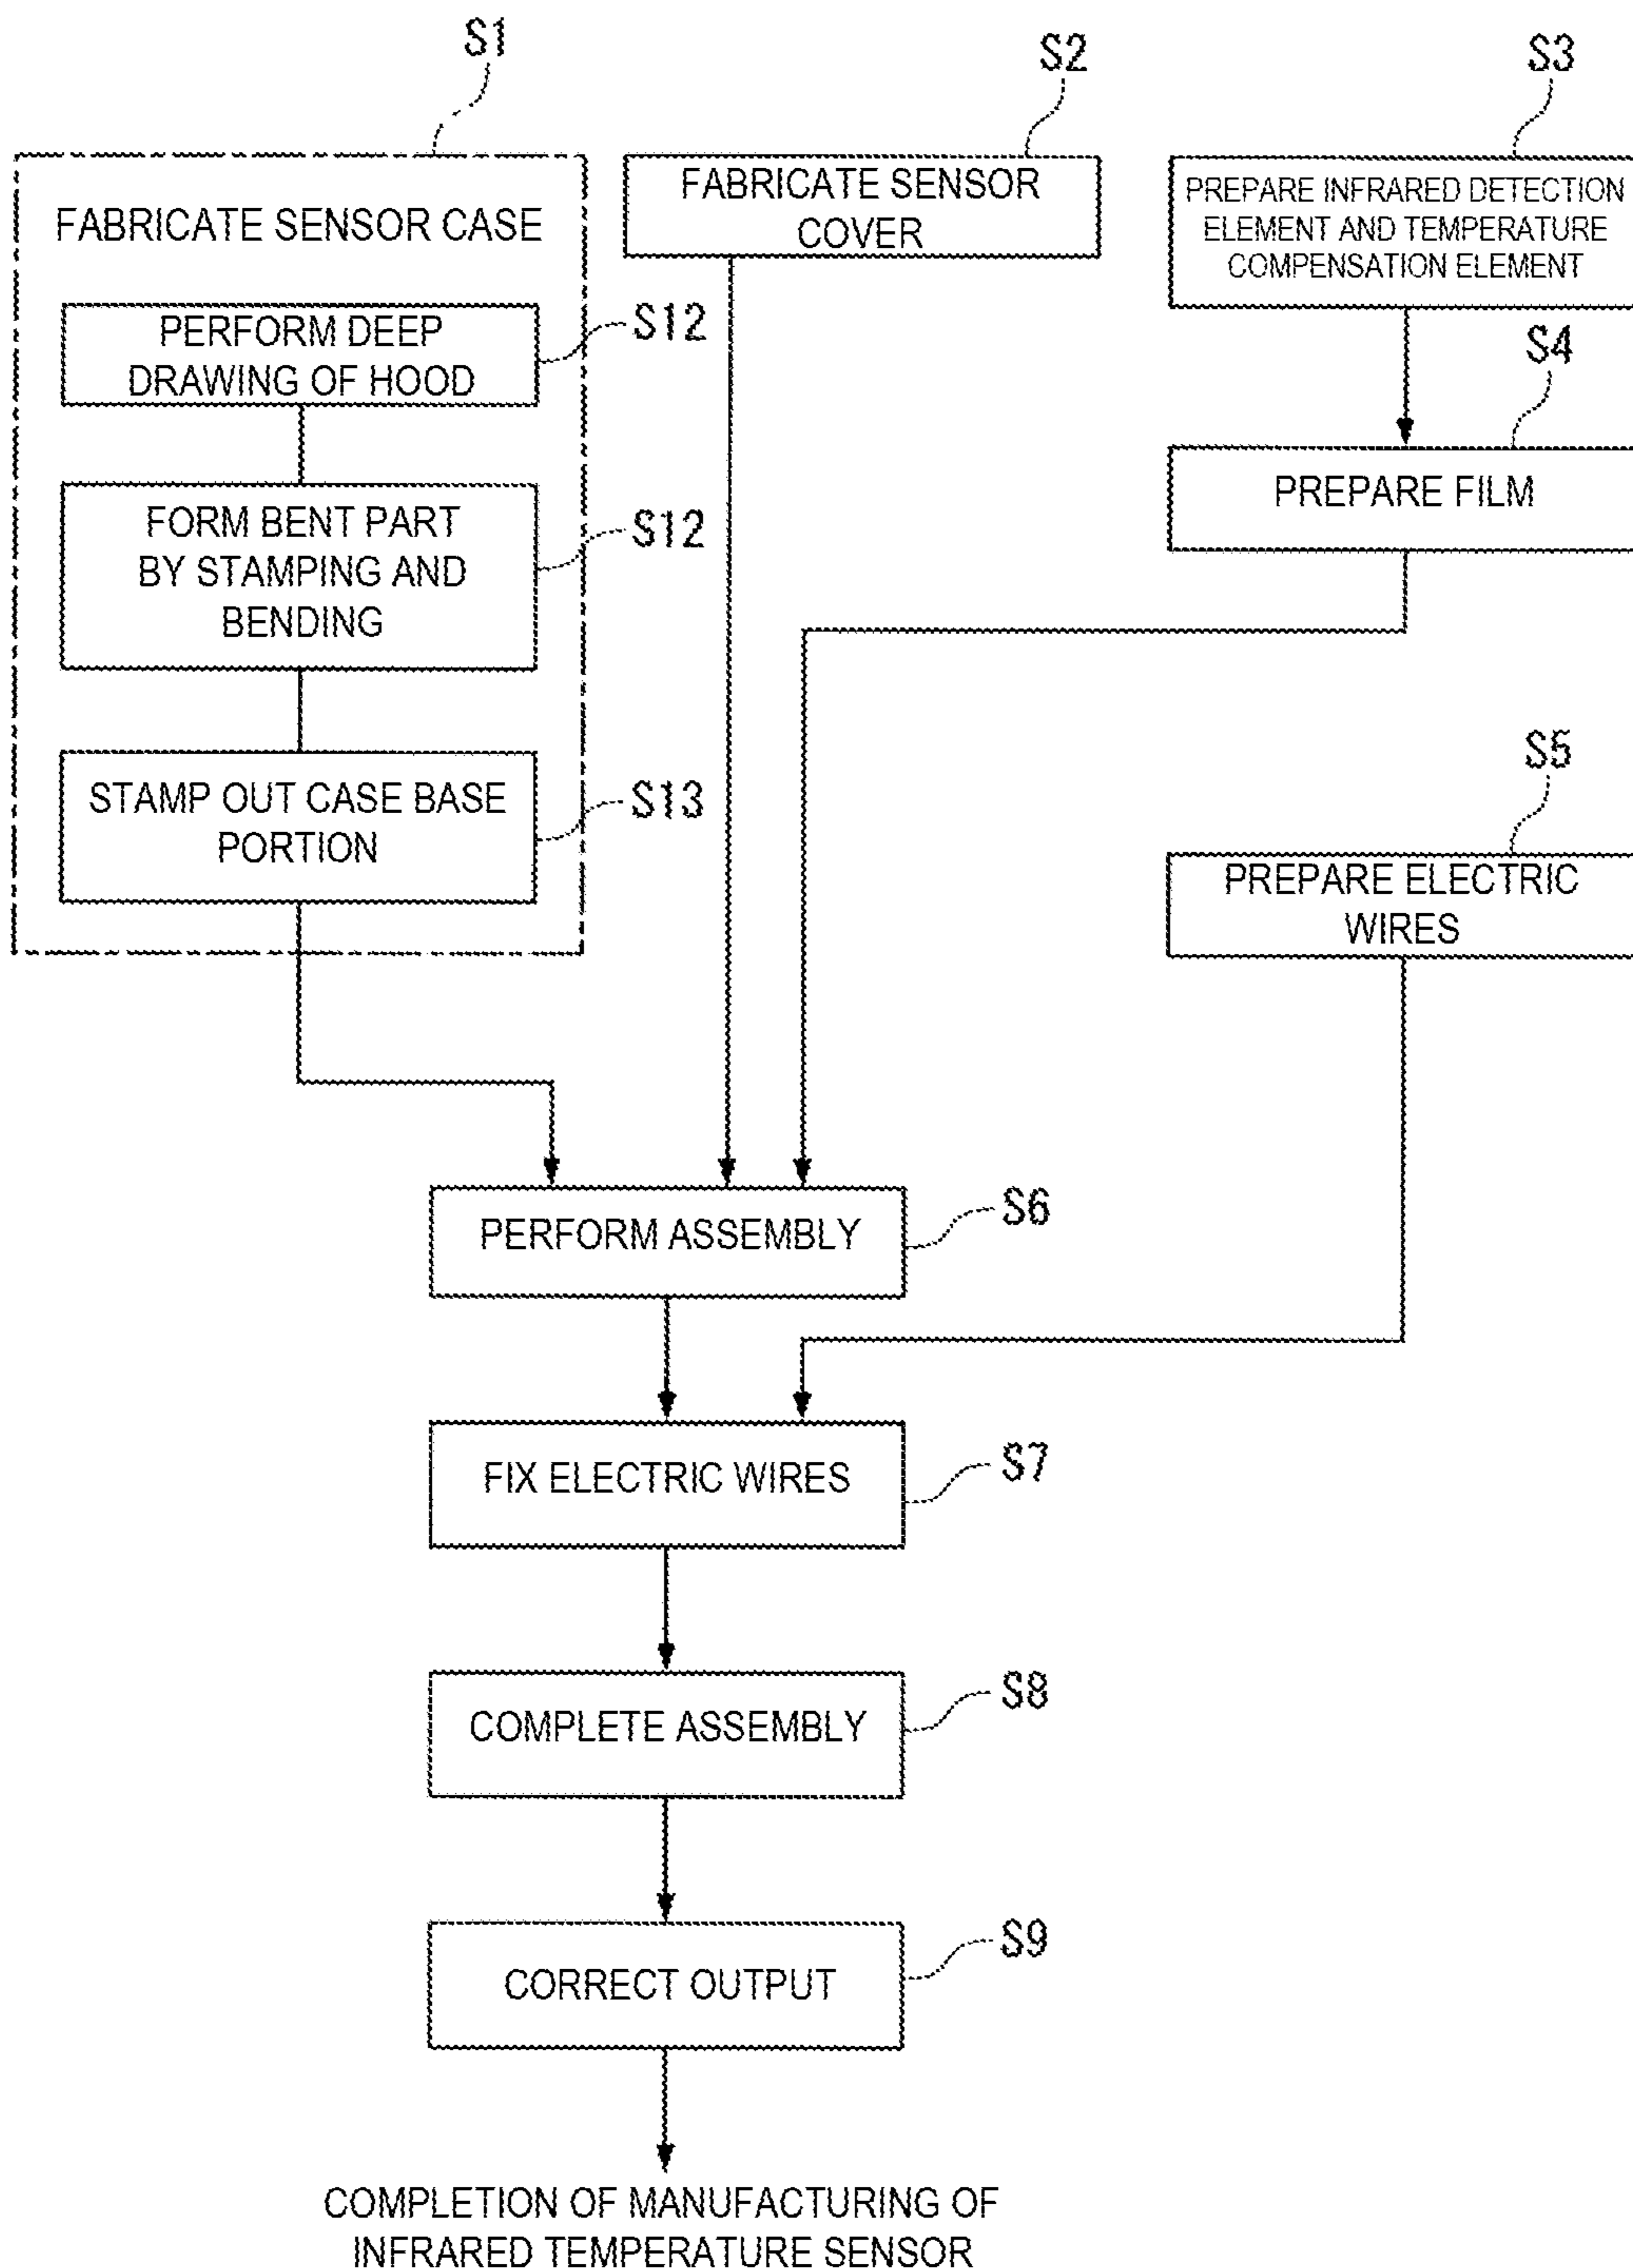 S1
S2
S3
FABRICATE SENSOR CASE
FABRICATE SENSOR
COVER
PREPARE INFRARED DETECTION
ELEMENT AND TEMPERATURE
COMPENSATION ELEMENT
PERFORM DEEP
DRAWING OF HOOD
S12
S4
PREPARE FILM
FORM BENT PART
BY STAMPING AND
BENDING
S12
STAMP OUT CASE BASE
PORTION
S13
S5
PREPARE ELECTRIC
WIRES
PERFORM ASSEMBLY
S6
FIX ELECTRIC WIRES
S7
COMPLETE ASSEMBLY
S8
CORRECT OUTPUT
S9
COMPLETION OF MANUFACTURING OF
INFRARED TEMPERATURE SENSOR